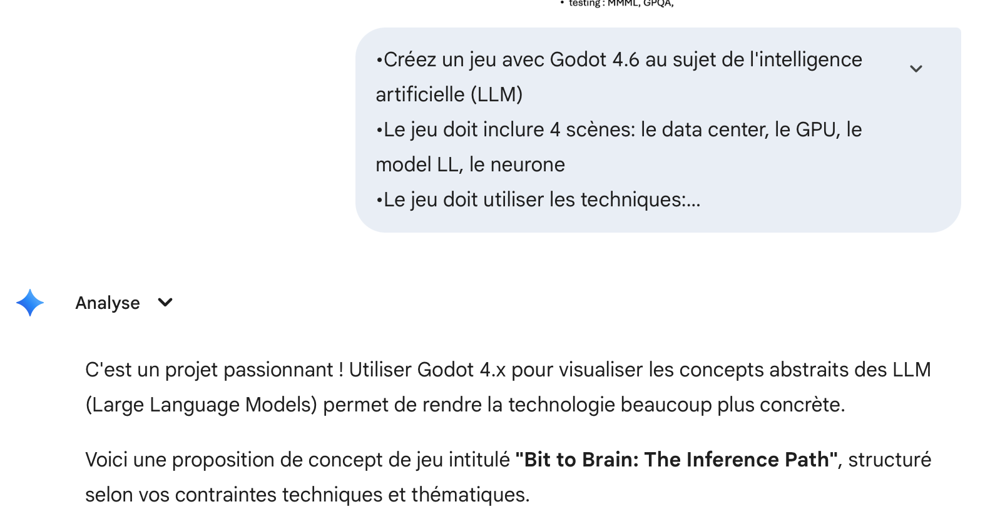 • testing : MMML, GPQA,
•Créez un jeu avec Godot 4.6 au sujet de l'intelligence
artificielle (LLM)
•Le jeu doit inclure 4 scènes: le data center, le GPU, le
model LL, le neurone
•Le jeu doit utiliser les techniques:...
Analyse
C'est un projet passionnant ! Utiliser Godot 4.x pour visualiser les concepts abstraits des LLM
(Large Language Models) permet de rendre la technologie beaucoup plus concrète.
Voici une proposition de concept de jeu intitulé "Bit to Brain: The Inference Path", structuré
selon vos contraintes techniques et thématiques.